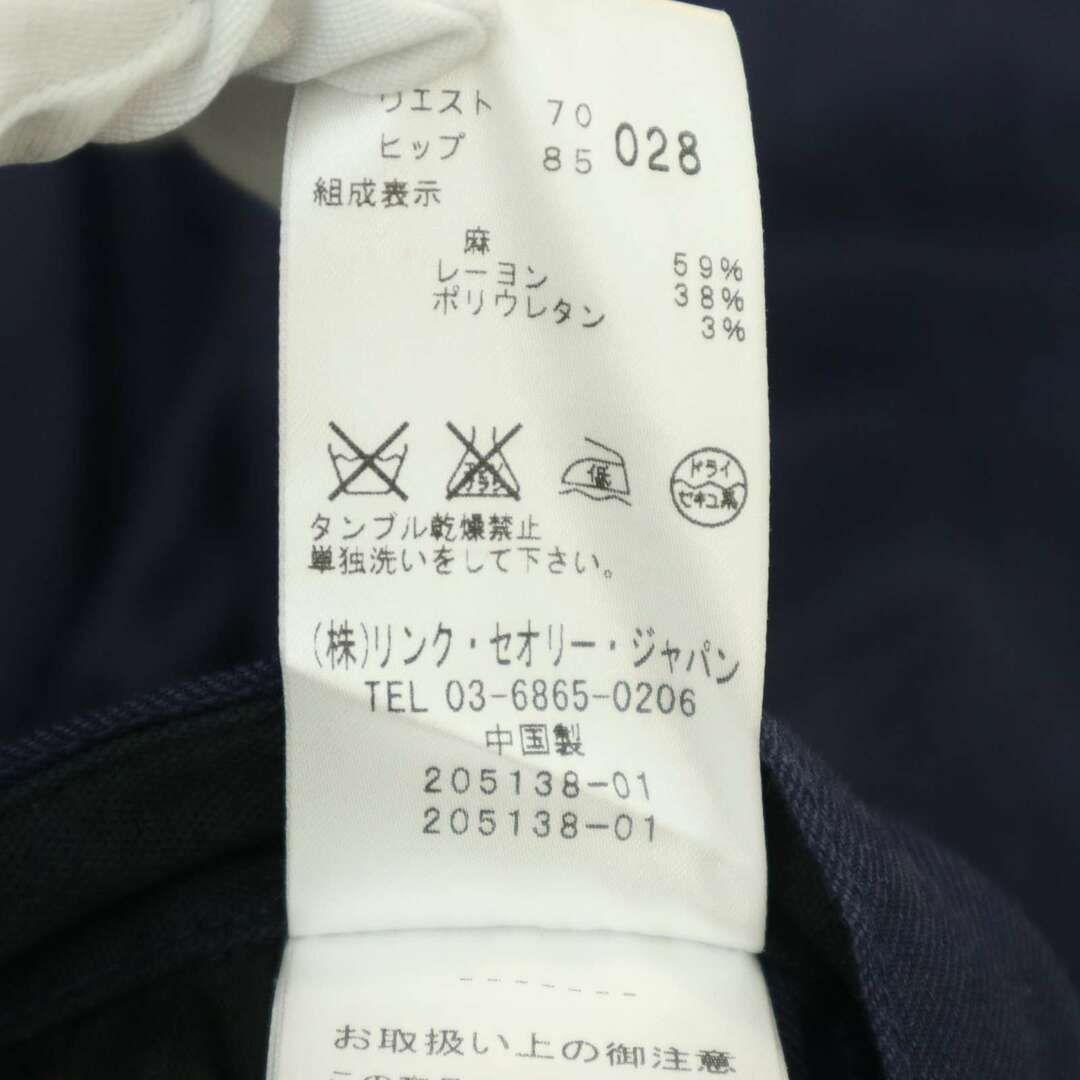 ウエスト 70
ヒップ 85 028
組成表示
麻 59%
レーヨン 38%
ポリウレタン 3%
低
ドライ
セキユ系
タンブル乾燥禁止
単独洗いをして下さい。
(株)リンク・セオリー・ジャパン
TEL 03-6865-0206
中国製
205138-01
205138-01
お取扱い上の御注意